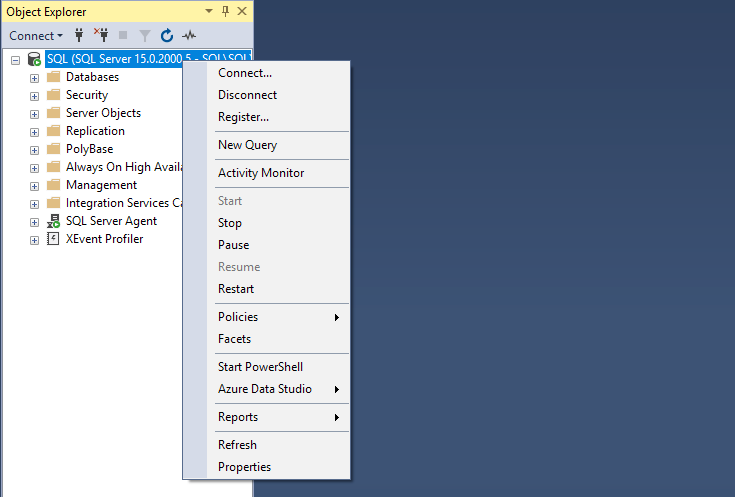 Object Explorer
Connect
SQL (SQL Server 15.0.2000.5 - SQL\SQL
Databases
Security
Server Objects
Replication
PolyBase
Always On High Availa
Management
Integration Services Ca
SQL Server Agent
XEvent Profiler
Connect...
Disconnect
Register...
New Query
Activity Monitor
Start
Stop
Pause
Resume
Restart
Policies
Facets
Start PowerShell
Azure Data Studio
Reports
Refresh
Properties